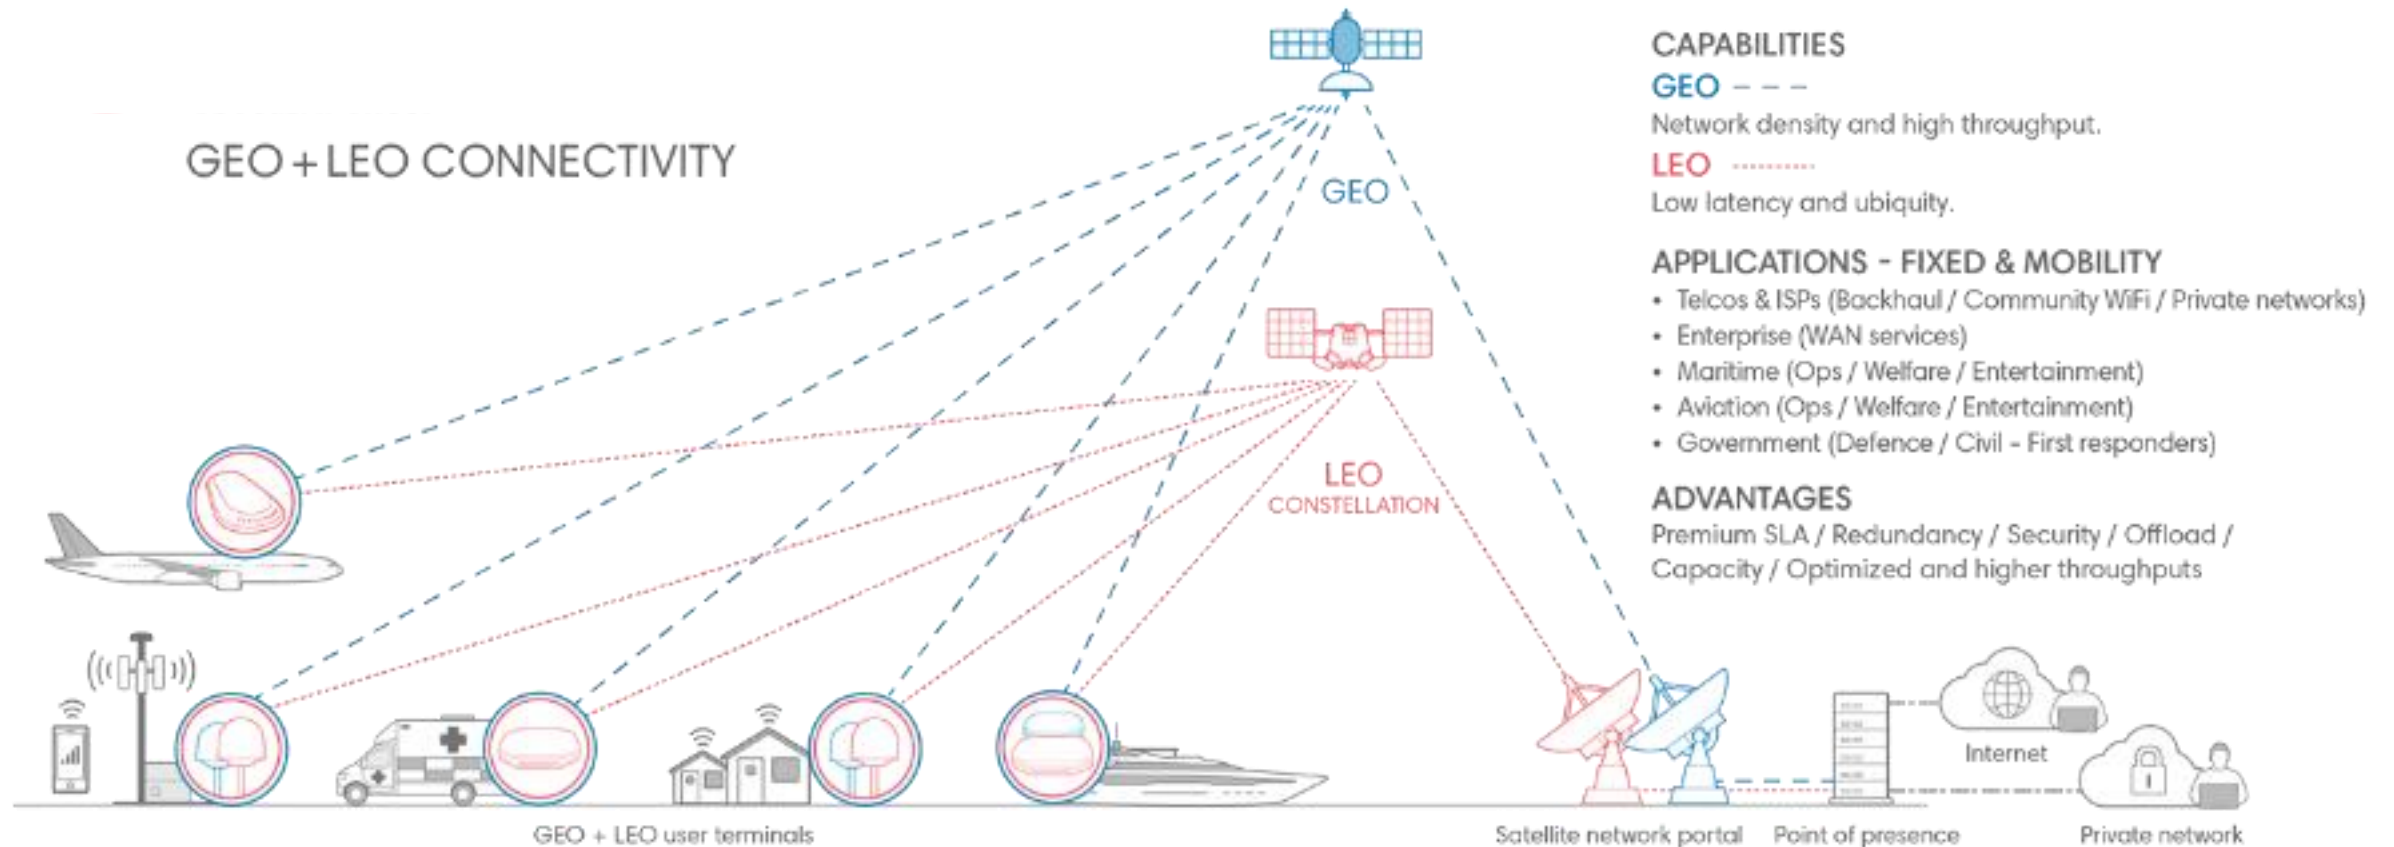 GEO + LEO CONNECTIVITY
GEO
LEO
CONSTELLATION
CAPABILITIES
GEO
Network density and high throughput.
LEO
Low latency and ubiquity.
APPLICATIONS - FIXED & MOBILITY
• Telcos & ISPs (Backhaul / Community WiFi / Private networks)
• Enterprise (WAN services)
• Maritime (Ops / Welfare / Entertainment)
• Aviation (Ops / Welfare / Entertainment)
• Government (Defence / Civil - First responders)
ADVANTAGES
Premium SLA / Redundancy / Security / Offload /
Capacity / Optimized and higher throughputs
Internet
GEO + LEO user terminals
Satellite network portal
Point of presence
Private network